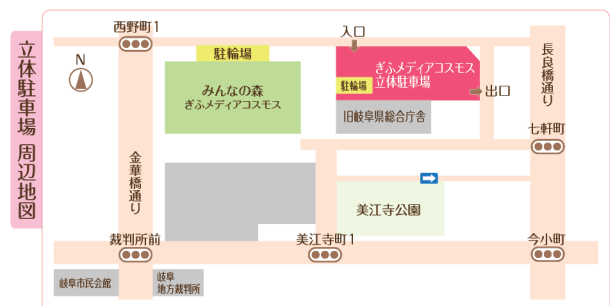 立体駐車場 周辺地図
西野町1
N
駐輪場
みんなの森
ぎふメディアコスモス
入口
ぎふメディアコスモス
立体駐車場
駐輪場
出口
長良橋通り
旧岐阜県総合庁舎
七軒町
金華橋通り
美江寺公園
裁判所前
美江寺町1
今小町
岐阜市民会館
岐阜
地方裁判所